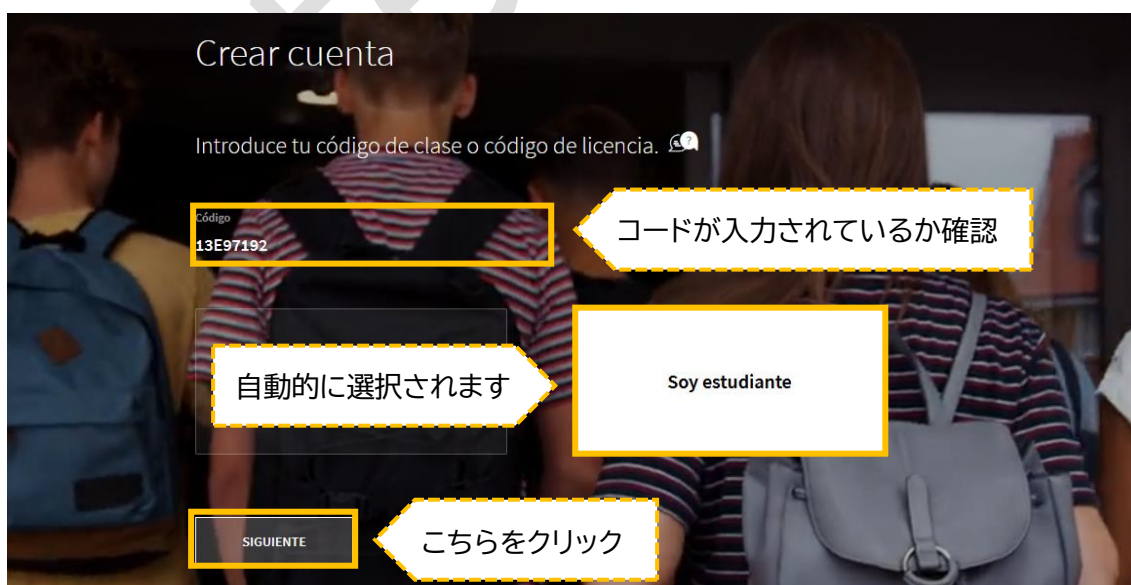 Crear cuenta
Introduce tu código de clase o código de licencia.
Código
13E97192
コードが入力されているか確認
自動的に選択されます
Soy estudiante
SIGUIENTE
こちらをクリック